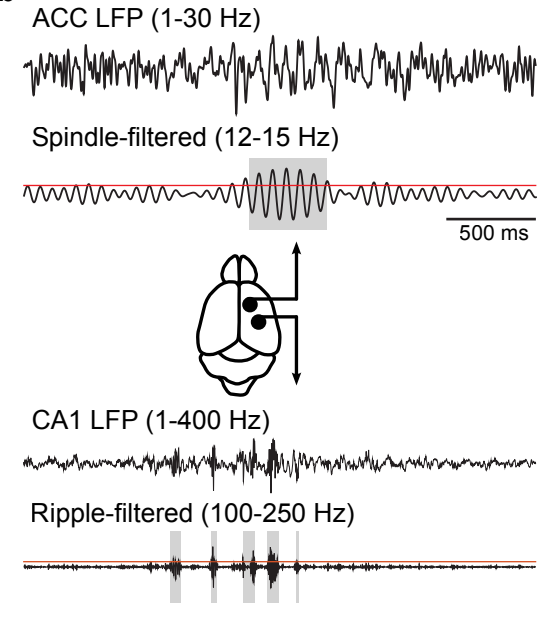 ACC LFP (1-30 Hz)
Spindle-filtered (12-15 Hz)
500 ms
CA1 LFP (1-400 Hz)
Ripple-filtered (100-250 Hz)